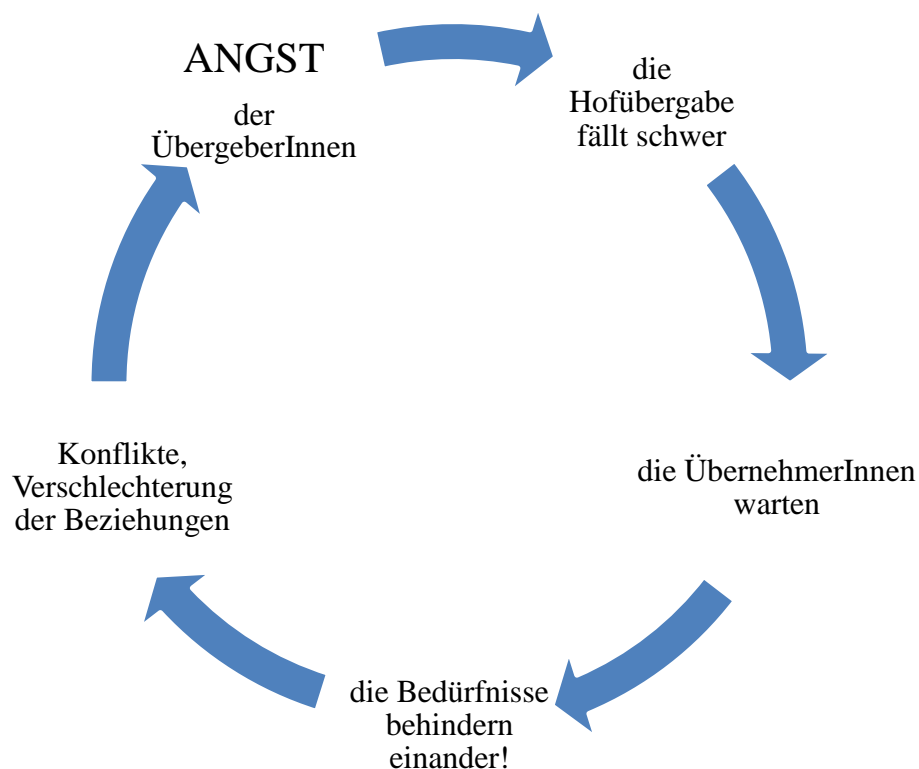 ANGST
der
ÜbergeberInnen
die
Hofübergabe
fällt schwer
die ÜbernehmerInnen
warten
die Bedürfnisse
behindern
einander!
Konflikte,
Verschlechterung
der Beziehungen